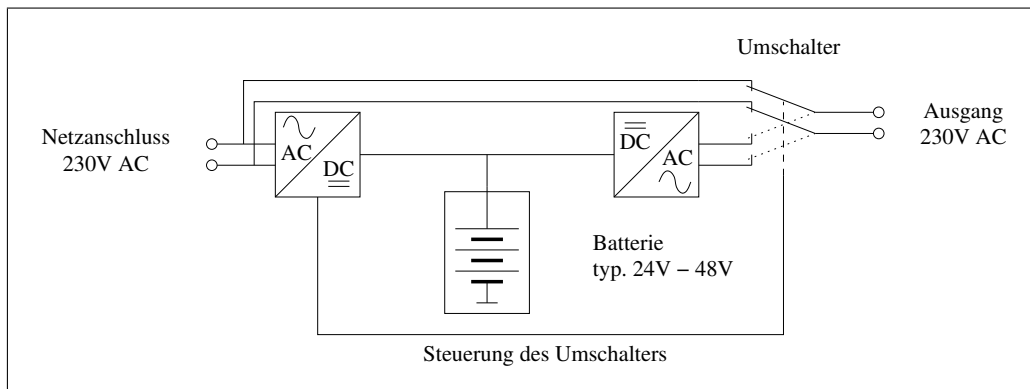 Umschalter
Netzanschluss
230V AC
AC
DC
DC
AC
Ausgang
230V AC
Batterie
typ. 24V − 48V
Steuerung des Umschalters